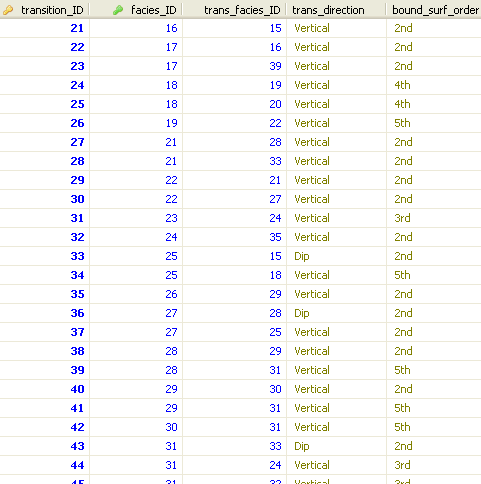 transition_ID facies_ID trans_facies_ID trans_direction bound_surf_order
21 16 15 Vertical 2nd
22 17 16 Vertical 2nd
23 17 39 Vertical 2nd
24 18 19 Vertical 4th
25 18 20 Vertical 4th
26 19 22 Vertical 5th
27 21 28 Vertical 2nd
28 21 33 Vertical 2nd
29 22 21 Vertical 2nd
30 22 27 Vertical 2nd
31 23 24 Vertical 3rd
32 24 35 Vertical 2nd
33 25 15 Dip 2nd
34 25 18 Vertical 5th
35 26 29 Vertical 2nd
36 27 28 Dip 2nd
37 27 25 Vertical 2nd
38 28 29 Vertical 2nd
39 28 31 Vertical 5th
40 29 30 Vertical 2nd
41 29 31 Vertical 5th
42 30 31 Vertical 5th
43 31 33 Dip 2nd
44 31 24 Vertical 3rd
45 31 32 Vertical 3rd